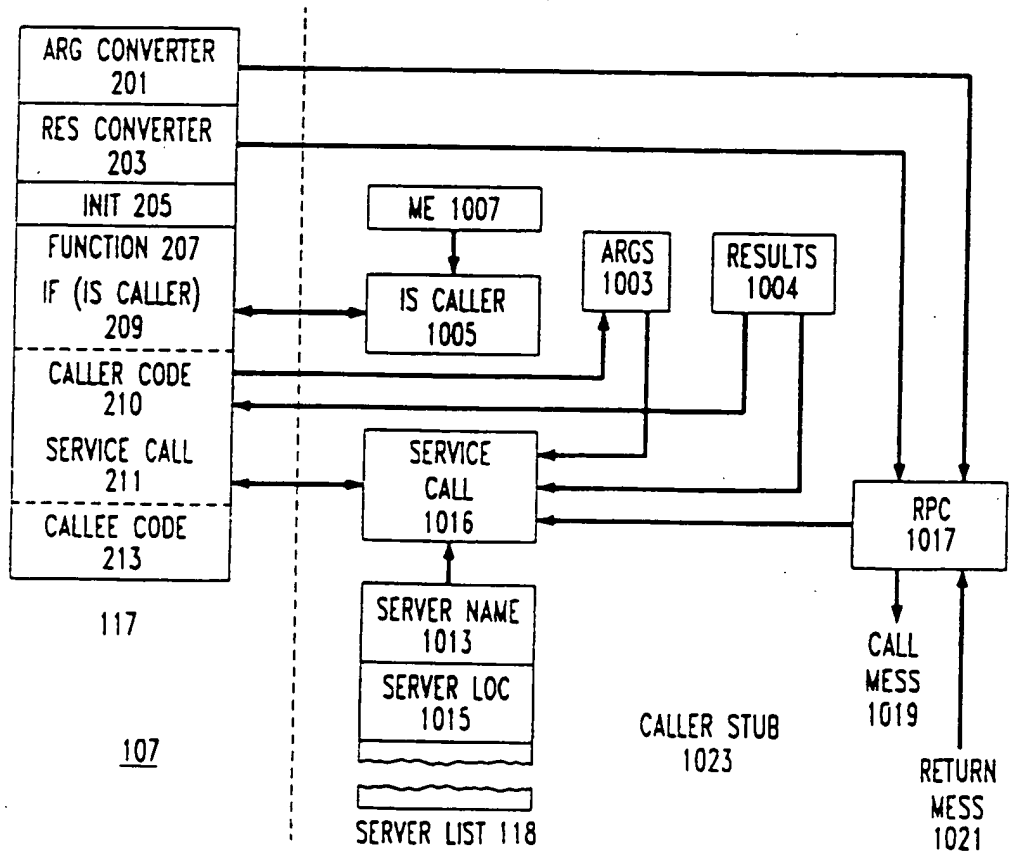 ARG CONVERTER
201
RES CONVERTER
203
INIT 205
FUNCTION 207
IF (IS CALLER)
209
CALLER CODE
210
SERVICE CALL
211
CALLEE CODE
213
117
107
ME 1007
IS CALLER
1005
ARGS
1003
RESULTS
1004
SERVICE
CALL
1016
SERVER NAME
1013
SERVER LOC
1015
SERVER LIST 118
RPC
1017
CALL
MESS
1019
CALLER STUB
1023
RETURN
MESS
1021